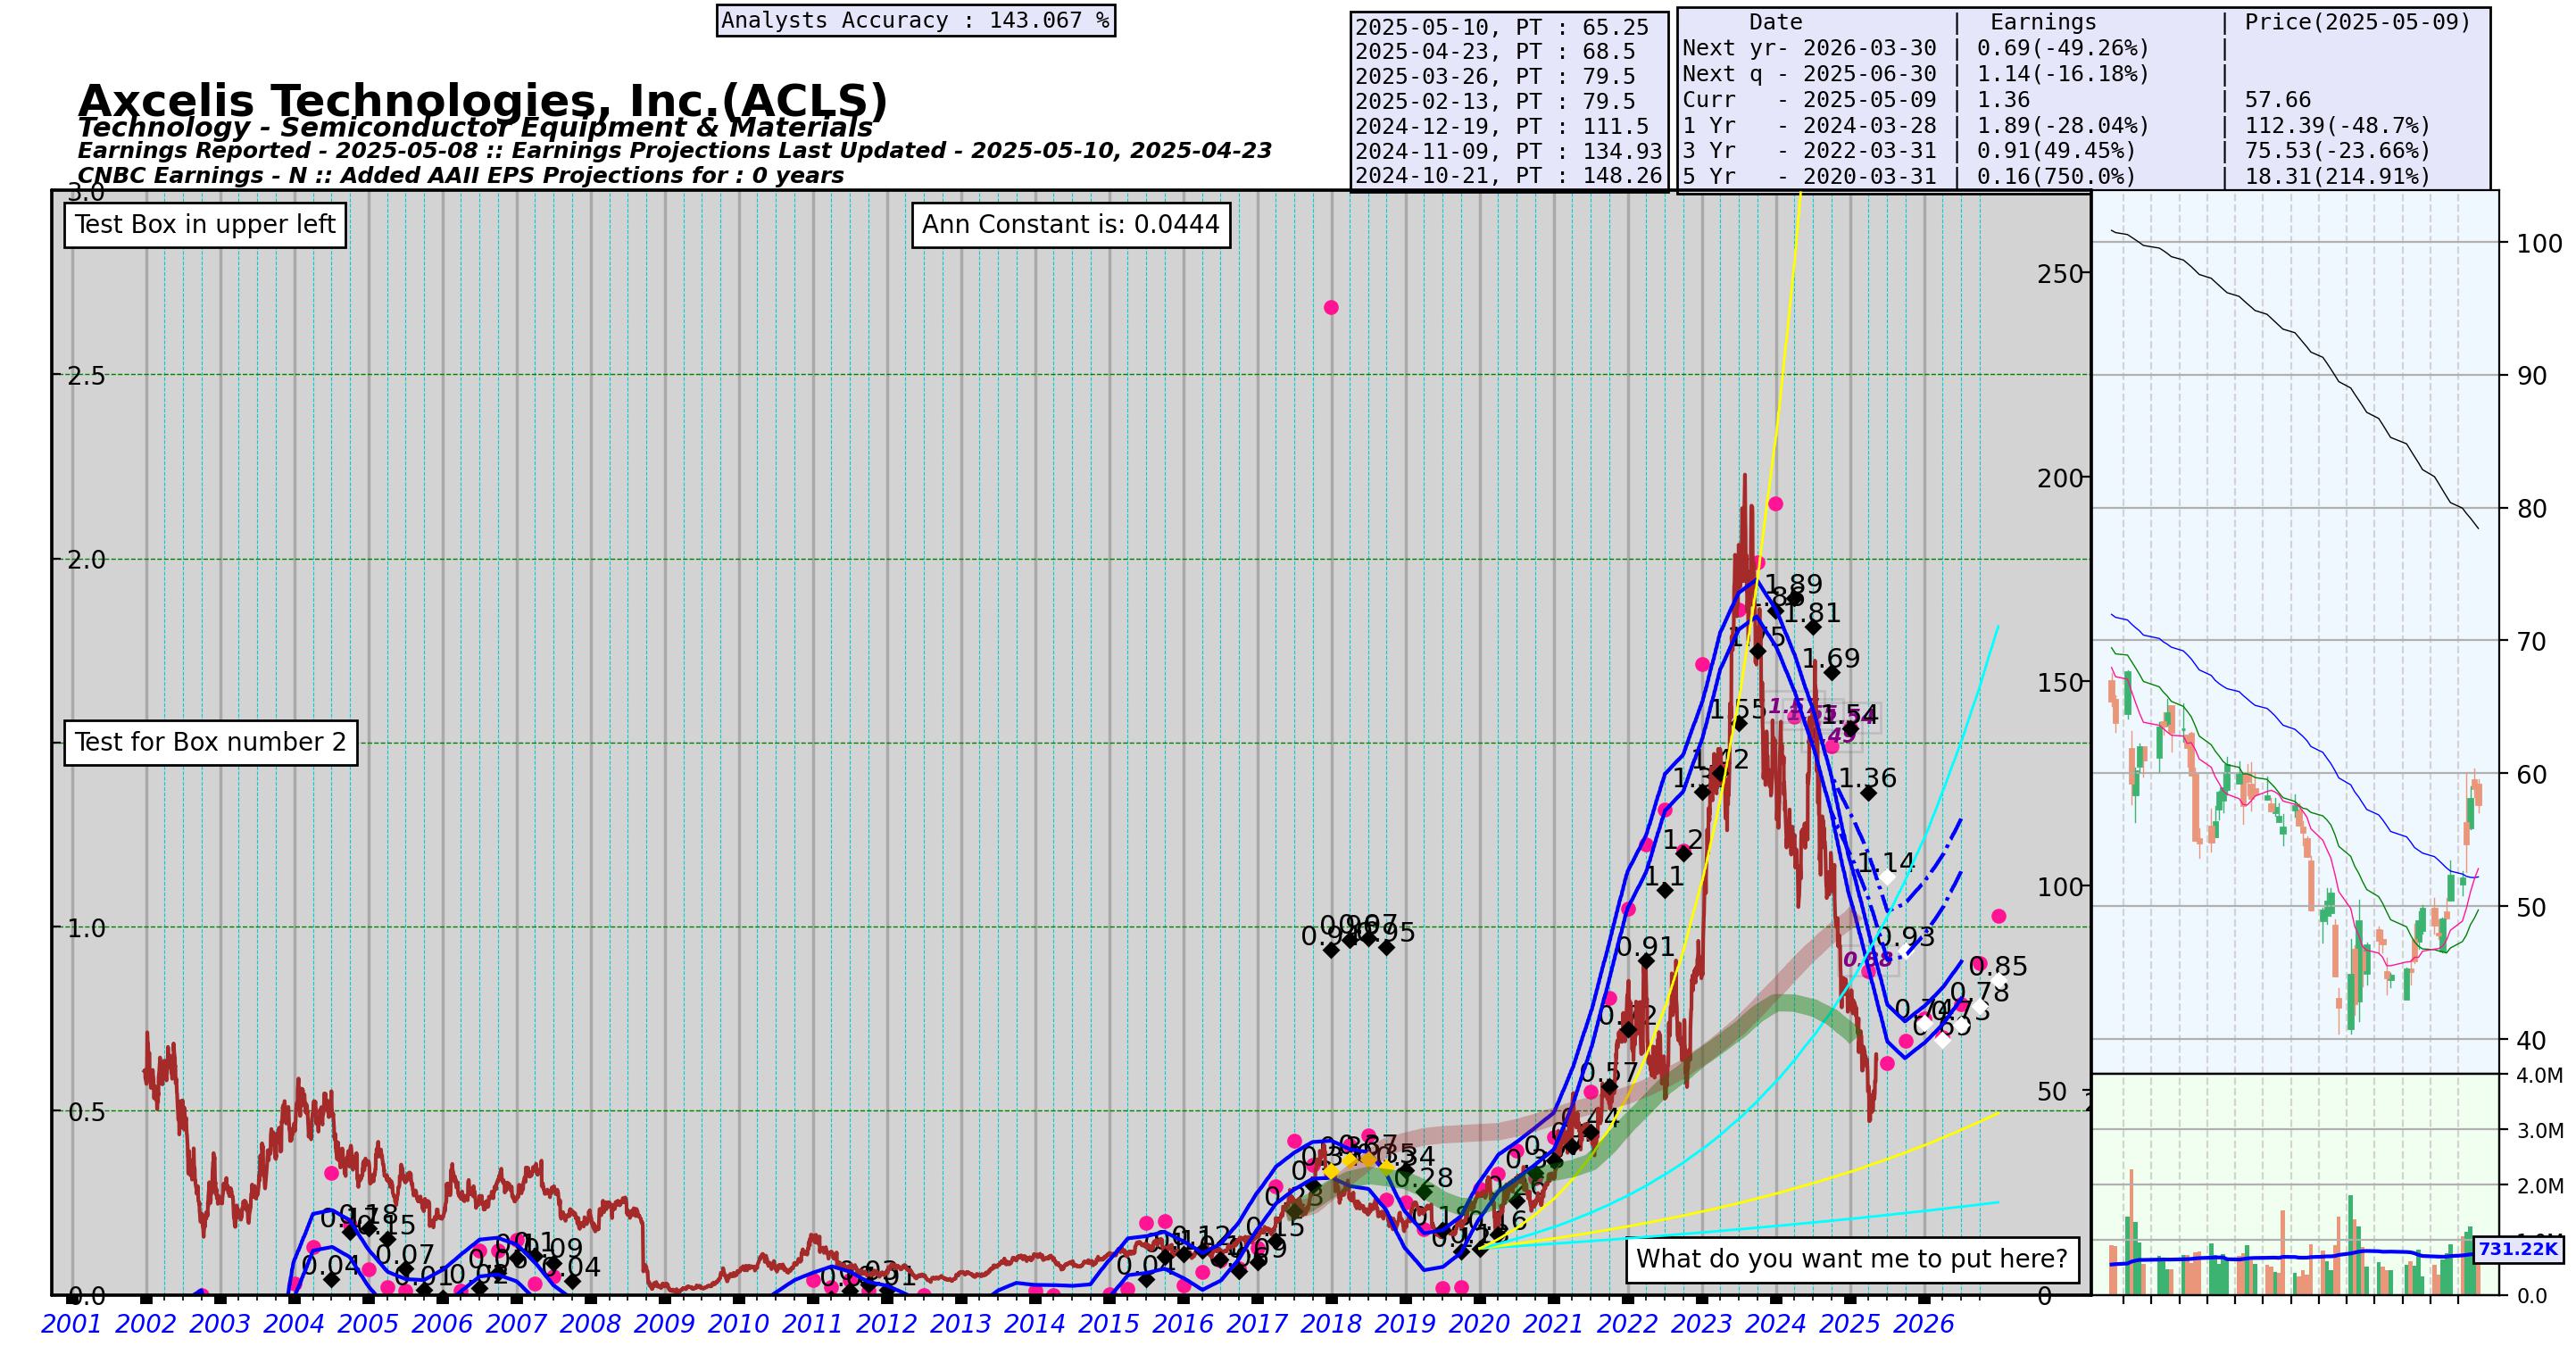 Analysts Accuracy : 143.067 %
2025-05-10, PT : 65.25
2025-04-23, PT : 68.5
2025-03-26, PT : 79.5
2025-02-13, PT : 79.5
2024-12-19, PT : 111.5
2024-11-09, PT : 134.93
2024-10-21, PT : 148.26
Date | Earnings | Price(2025-05-09)
Next yr- 2026-03-30 | 0.69(-49.26%) |
Next q - 2025-06-30 | 1.14(-16.18%) |
Curr - 2025-05-09 | 1.36 | 57.66
1 Yr - 2024-03-28 | 1.89(-28.04%) | 112.39(-48.7%)
3 Yr - 2022-03-31 | 0.91(49.45%) | 75.53(-23.66%)
5 Yr - 2020-03-31 | 0.16(750.0%) | 18.31(214.91%)
Axcelis Technologies, Inc.(ACLS)
Technology - Semiconductor Equipment & Materials
Earnings Reported - 2025-05-08 :: Earnings Projections Last Updated - 2025-05-10, 2025-04-23
CNBC Earnings - N :: Added AAII EPS Projections for : 0 years
3.0
Test Box in upper left
Ann Constant is: 0.0444
2.5
2.0
Test for Box number 2
1.0
0.5
0.0
250
200
150
100
50
0
100
90
80
70
60
50
40
4.0M
3.0M
2.0M
0.0
731.22K
1.89
1.81
1.69
1.54
1.36
1.14
0.93
0.85
0.78
1.55
1.42
1.2
1.1
0.91
0.57
0.95
0.28
0.07
0.04
What do you want me to put here?
2001 2002 2003 2004 2005 2006 2007 2008 2009 2010 2011 2012 2013 2014 2015 2016 2017 2018 2019 2020 2021 2022 2023 2024 2025 2026